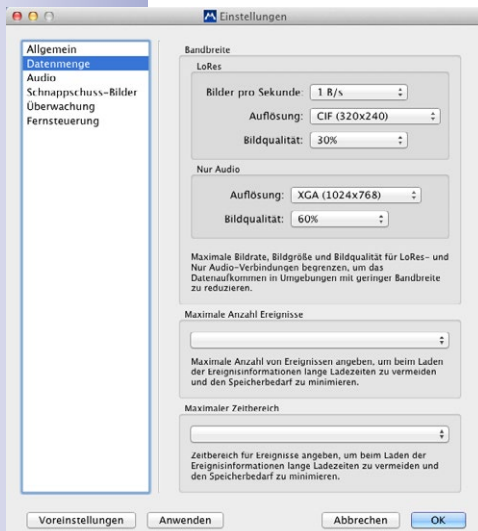 Einstellungen
Allgemein
Datenmenge
Audio
Schnappschuss-Bilder
Überwachung
Fernsteuerung
Bandbreite
LoRes
Bilder pro Sekunde: 1 B/s
Auflösung: CIF (320x240)
Bildqualität: 30%
Nur Audio
Auflösung: XGA (1024x768)
Bildqualität: 60%
Maximale Bildrate, Bildgröße und Bildqualität für LoRes- und
Nur Audio-Verbindungen begrenzen, um das
Datenaufkommen in Umgebungen mit geringer Bandbreite
zu reduzieren.
Maximale Anzahl Ereignisse
Maximale Anzahl von Ereignissen angeben, um beim Laden
der Ereignisinformationen lange Ladezeiten zu vermeiden
und den Speicherbedarf zu minimieren.
Maximaler Zeitbereich
Zeitbereich für Ereignisse angeben, um beim Laden der
Ereignisinformationen lange Ladezeiten zu vermeiden und
den Speicherbedarf zu minimieren.
Voreinstellungen
Anwenden
Abbrechen
OK